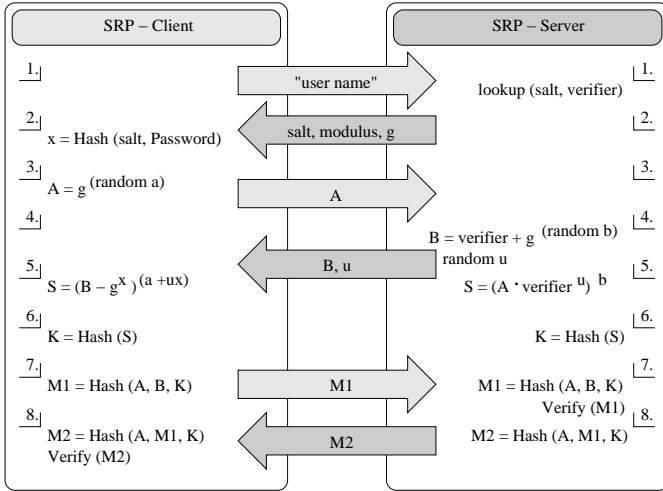 SRP – Client
SRP – Server
1.
"user name"
1.
lookup (salt, verifier)
2.
x = Hash (salt, Password)
salt, modulus, g
2.
3.
A = g (random a)
A
3.
4.
4.
B = verifier + g (random b)
random u
B, u
5.
S = (B – g x ) (a +ux)
5.
S = (A · verifier u ) b
6.
K = Hash (S)
6.
K = Hash (S)
7.
M1 = Hash (A, B, K)
M1
7.
M1 = Hash (A, B, K)
Verify (M1)
8.
M2 = Hash (A, M1, K)
Verify (M2)
M2
8.
M2 = Hash (A, M1, K)